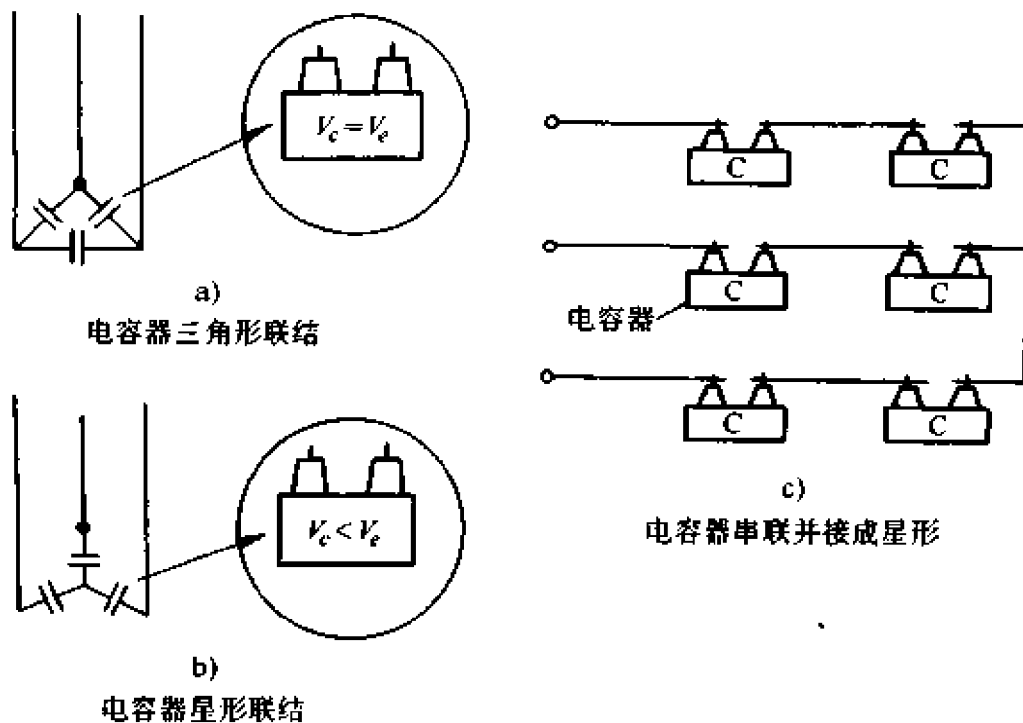 V_c = V_e
a)
电容器三角形联结
V_c < V_e
b)
电容器星形联结
C C
C C
电容器
C C
c)
电容器串联并接成星形